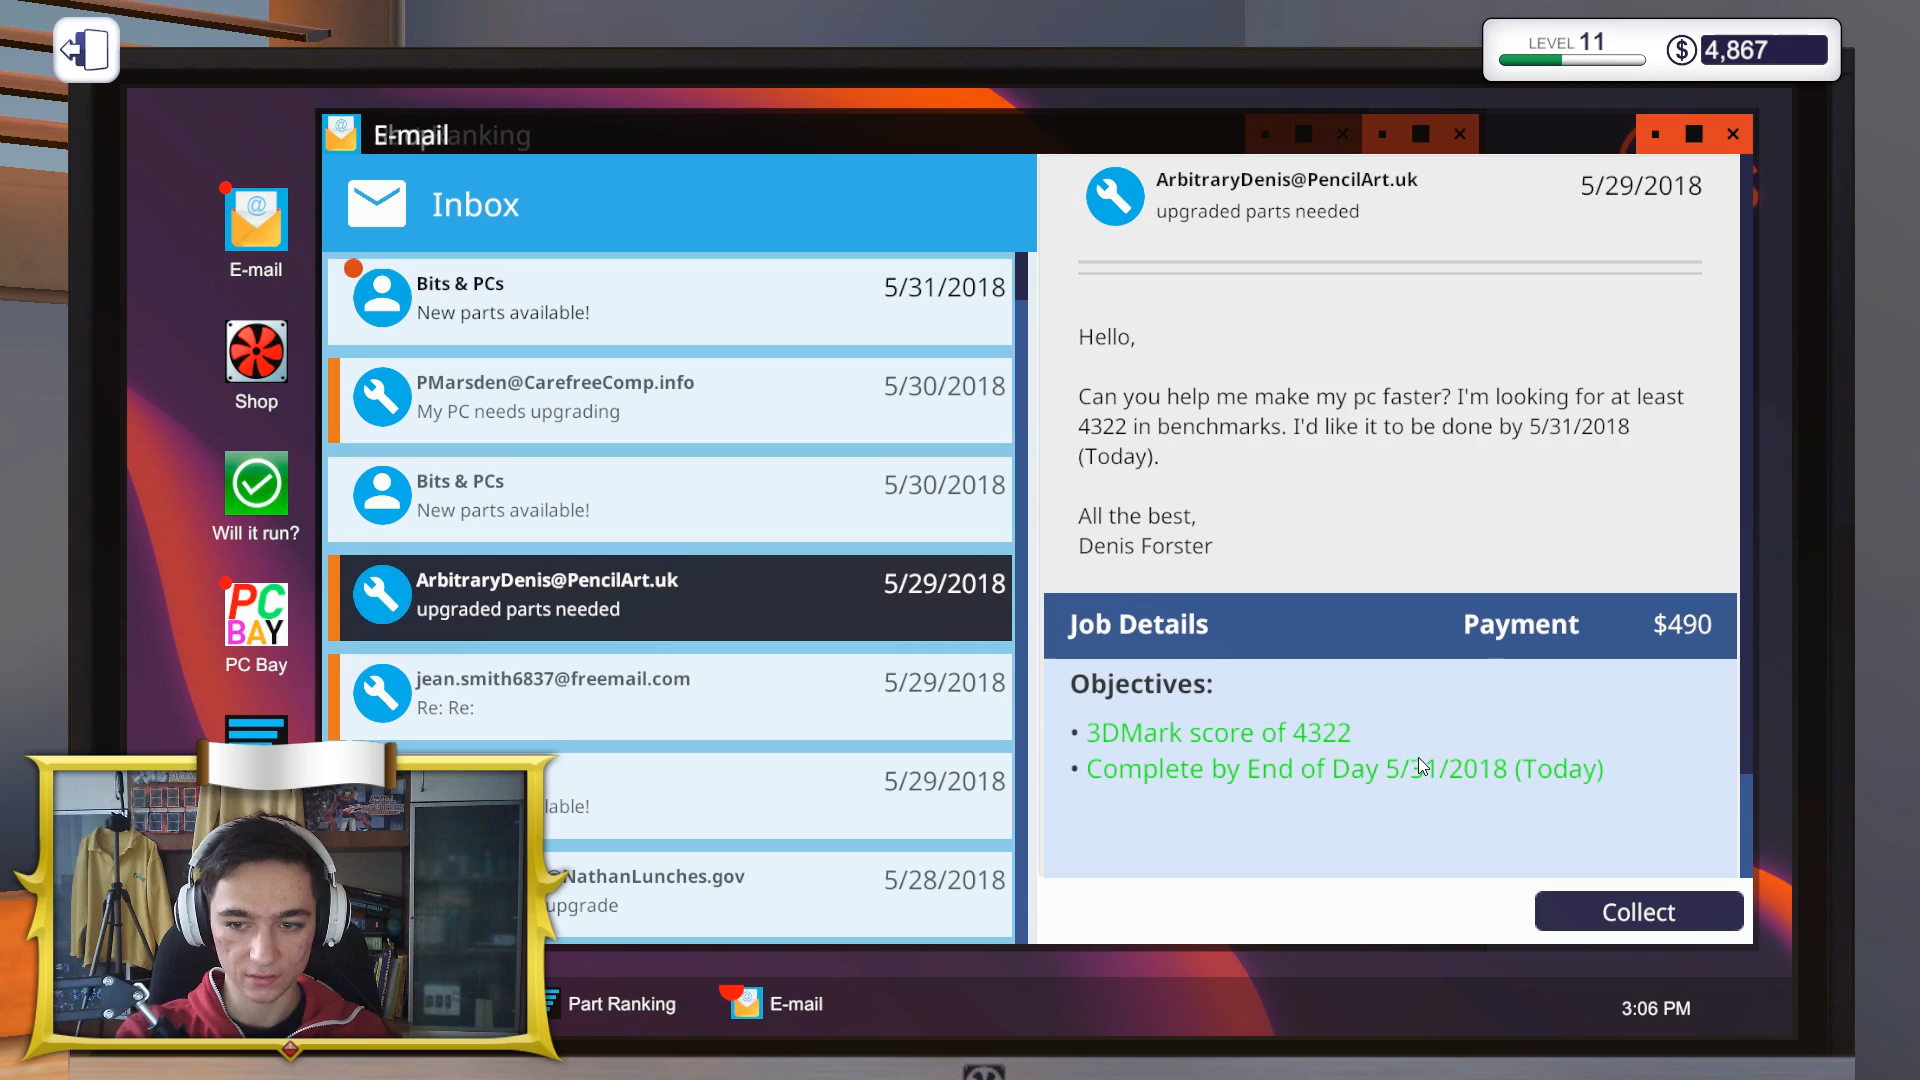 LEVEL 11
$ 4,867
E-mail
Inbox
E-mail
Shop
Will it run?
PC
BAY
PC Bay
Bits & PCs
5/31/2018
New parts available!
PMarsden@CarefreeComp.info
5/30/2018
My PC needs upgrading
Bits & PCs
5/30/2018
New parts available!
ArbitraryDenis@PencilArt.uk
5/29/2018
upgraded parts needed
jean.smith6837@freemail.com
5/29/2018
Re: Re:
5/29/2018
lable!
@NathanLunches.gov
5/28/2018
upgrade
ArbitraryDenis@PencilArt.uk
5/29/2018
upgraded parts needed
Hello,
Can you help me make my pc faster? I'm looking for at least
4322 in benchmarks. I'd like it to be done by 5/31/2018
(Today).
All the best,
Denis Forster
Job Details
Payment
$490
Objectives:
• 3DMark score of 4322
• Complete by End of Day 5/31/2018 (Today)
Collect
Part Ranking
E-mail
3:06 PM